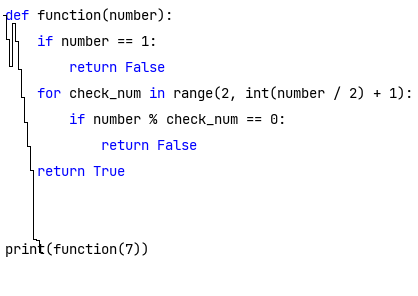 def function(number):
    if number == 1:
        return False
    for check_num in range(2, int(number / 2) + 1):
        if number % check_num == 0:
            return False
    return True
print(function(7))